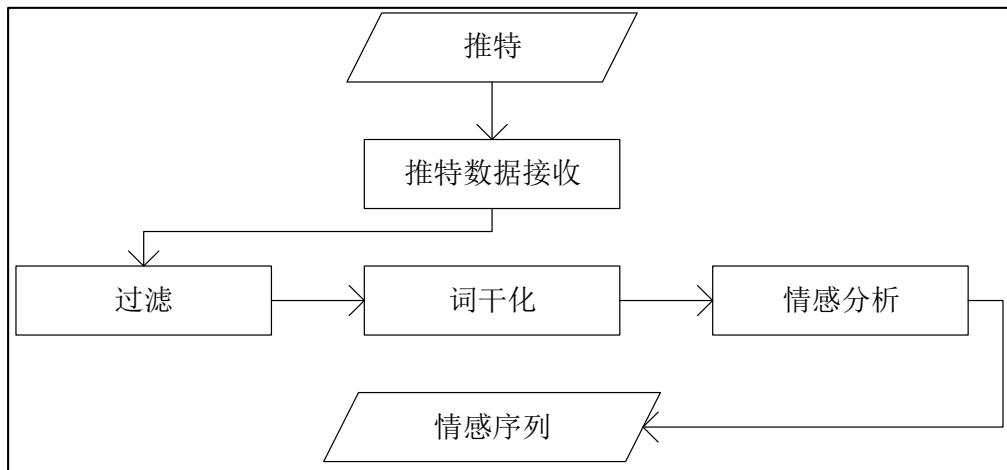 推特
推特数据接收
过滤
词干化
情感分析
情感序列